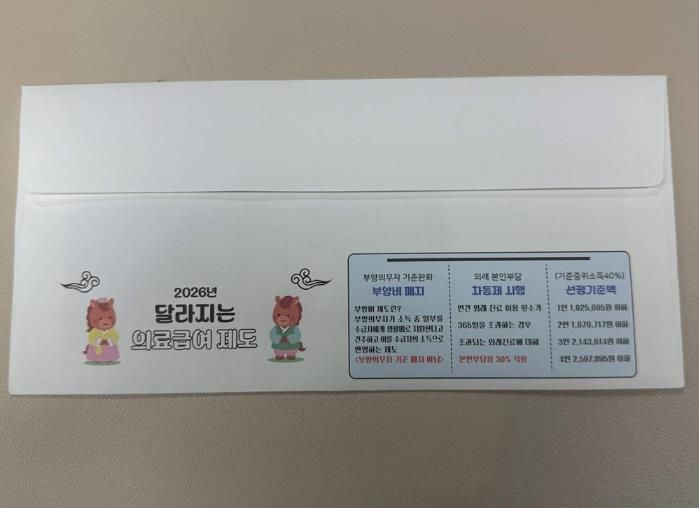 2026년
달라지는
의료급여 제도
부양의무자 기준완화
부양비 폐지
부양비 제도란?
부양의무자가 소득 중 일부를
수급자에게 생활비로 지원한다고
간주하고 이를 수급자의 소득으로
반영하는 제도
(부양의무자 기준 폐지 아님)
외래 본인부담
차등제 시행
연간 외래 진료 이용 횟수가
365일을 초과하는 경우
초과되는 외래진료에 대해
본인부담율 30% 적용
(기준중위소득40%)
선정기준액
1인 1,025,695원 이하
2인 1,679,717원 이하
3인 2,143,614원 이하
4인 2,597,895원 이하